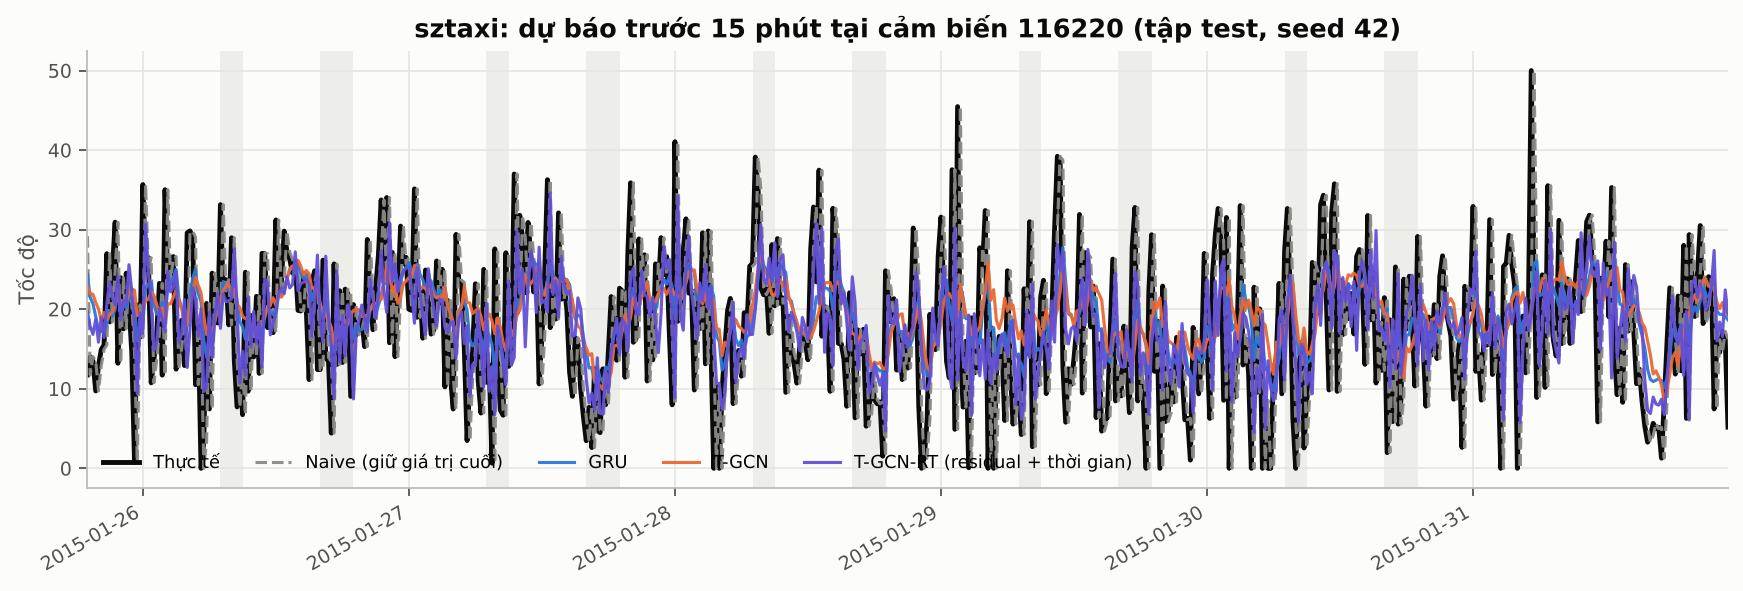 sztaxi: dự báo trước 15 phút tại cảm biến 116220 (tập test, seed 42)
Tốc độ
50
40
30
20
10
0
Thực tế
Naive (giữ giá trị cuối)
GRU
T-GCN
T-GCN-RT (residual + thời gian)
2015-01-26
2015-01-27
2015-01-28
2015-01-29
2015-01-30
2015-01-31